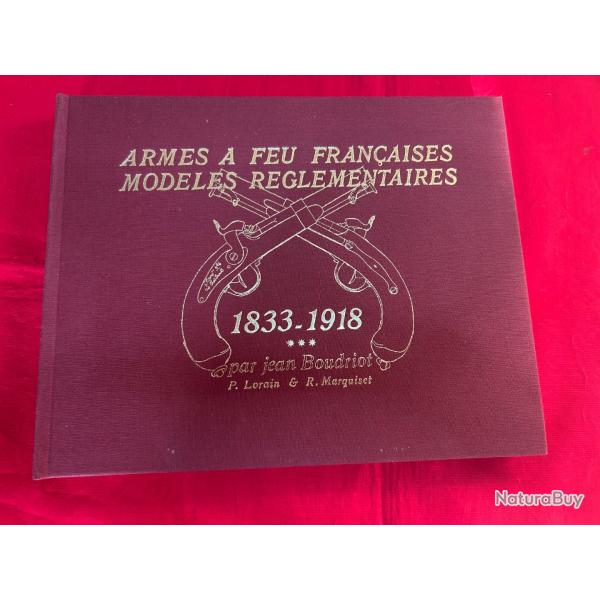 ARMES A FEU FRANÇAISES
MODELES REGLEMENTAIRES
1833-1918
***
par jean Boudriot
P. Lorain & R. Marquiset
NaturaBuy